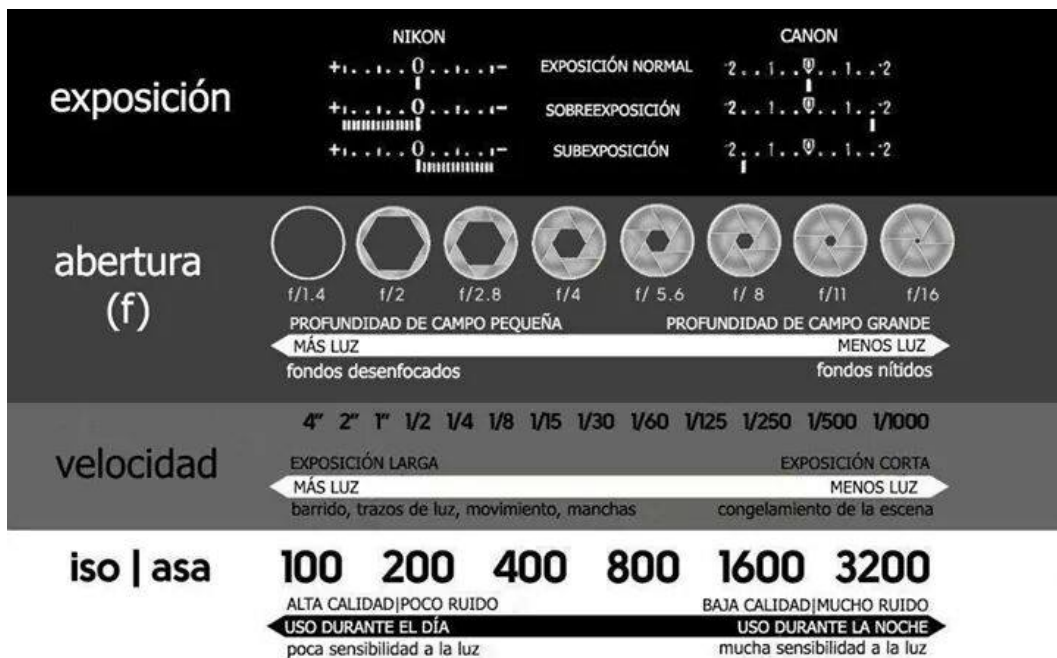 NIKON CANON
exposición
+ı..ı..0..ı..ı- EXPOSICIÓN NORMAL -2..1..0..1..+2
+ı..ı..0..ı..ı- SOBREEXPOSICIÓN -2..1..0..1..+2
+ı..ı..0..ı..ı- SUBEXPOSICIÓN -2..1..0..1..+2
abertura
(f)
f/1.4 f/2 f/2.8 f/4 f/ 5.6 f/ 8 f/11 f/16
PROFUNDIDAD DE CAMPO PEQUEÑA PROFUNDIDAD DE CAMPO GRANDE
MÁS LUZ MENOS LUZ
fondos desenfocados fondos nítidos
velocidad
4" 2" 1" 1/2 1/4 1/8 1/15 1/30 1/60 1/125 1/250 1/500 1/1000
EXPOSICIÓN LARGA EXPOSICIÓN CORTA
MÁS LUZ MENOS LUZ
barrido, trazos de luz, movimiento, manchas congelamiento de la escena
iso | asa
100 200 400 800 1600 3200
ALTA CALIDAD|POCO RUIDO BAJA CALIDAD|MUCHO RUIDO
USO DURANTE EL DÍA USO DURANTE LA NOCHE
poca sensibilidad a la luz mucha sensibilidad a la luz